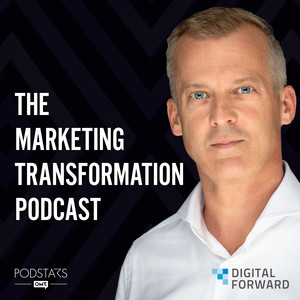 THE
MARKETING
TRANSFORMATION
PODCAST
PODSTARS
OMR
DIGITAL
FORWARD